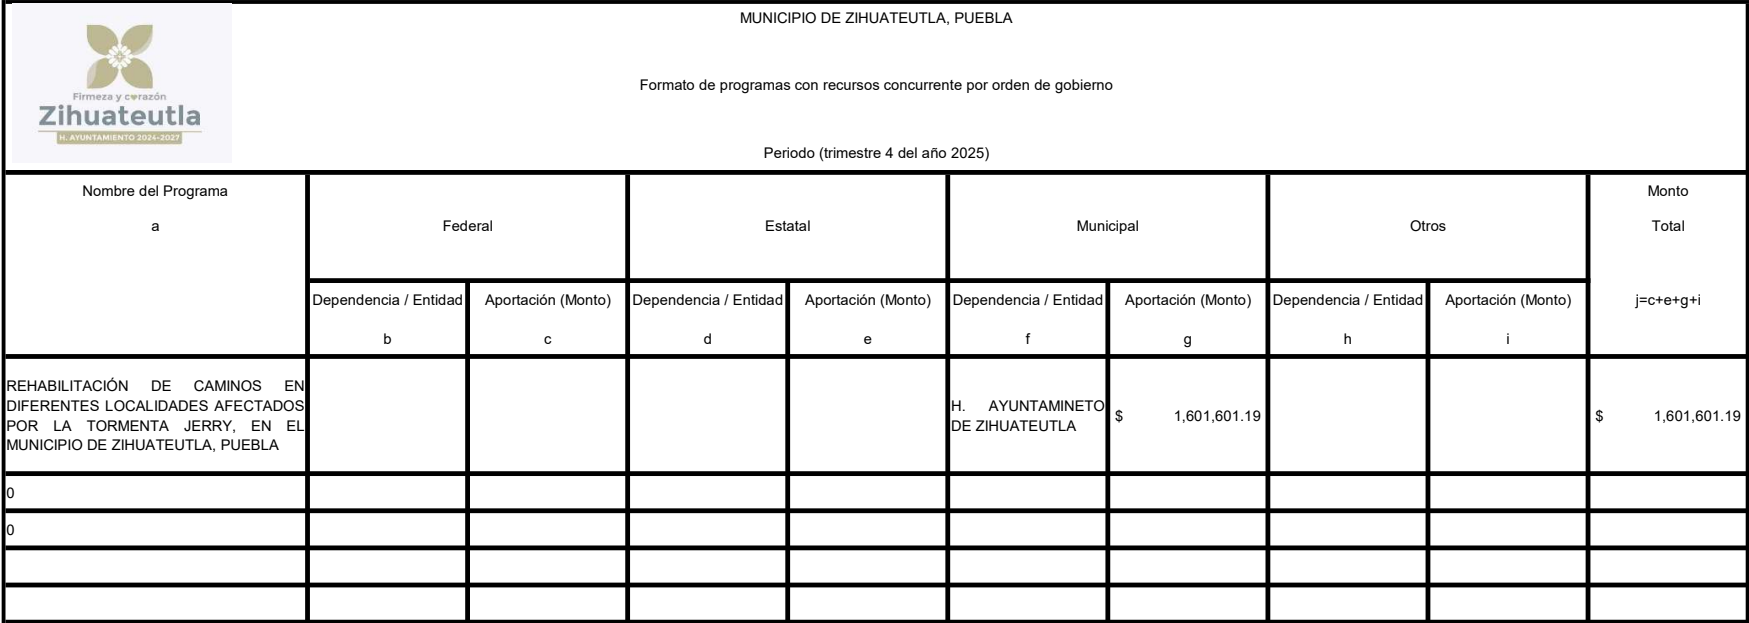 MUNICIPIO DE ZIHUATEUTLA, PUEBLA
Formato de programas con recursos concurrente por orden de gobierno
Periodo (trimestre 4 del año 2025)
Firmeza y corazón
Zihuateutla
H. AYUNTAMIENTO 2024-2027
Nombre del Programa
a
Federal
Estatal
Municipal
Otros
Monto
Total
j=c+e+g+i
Dependencia / Entidad
b
Aportación (Monto)
c
Dependencia / Entidad
d
Aportación (Monto)
e
Dependencia / Entidad
f
Aportación (Monto)
g
Dependencia / Entidad
h
Aportación (Monto)
i
REHABILITACIÓN DE CAMINOS EN
DIFERENTES LOCALIDADES AFECTADOS
POR LA TORMENTA JERRY, EN EL
MUNICIPIO DE ZIHUATEUTLA, PUEBLA
H. AYUNTAMINETO
DE ZIHUATEUTLA
$ 1,601,601.19
$ 1,601,601.19
0
0